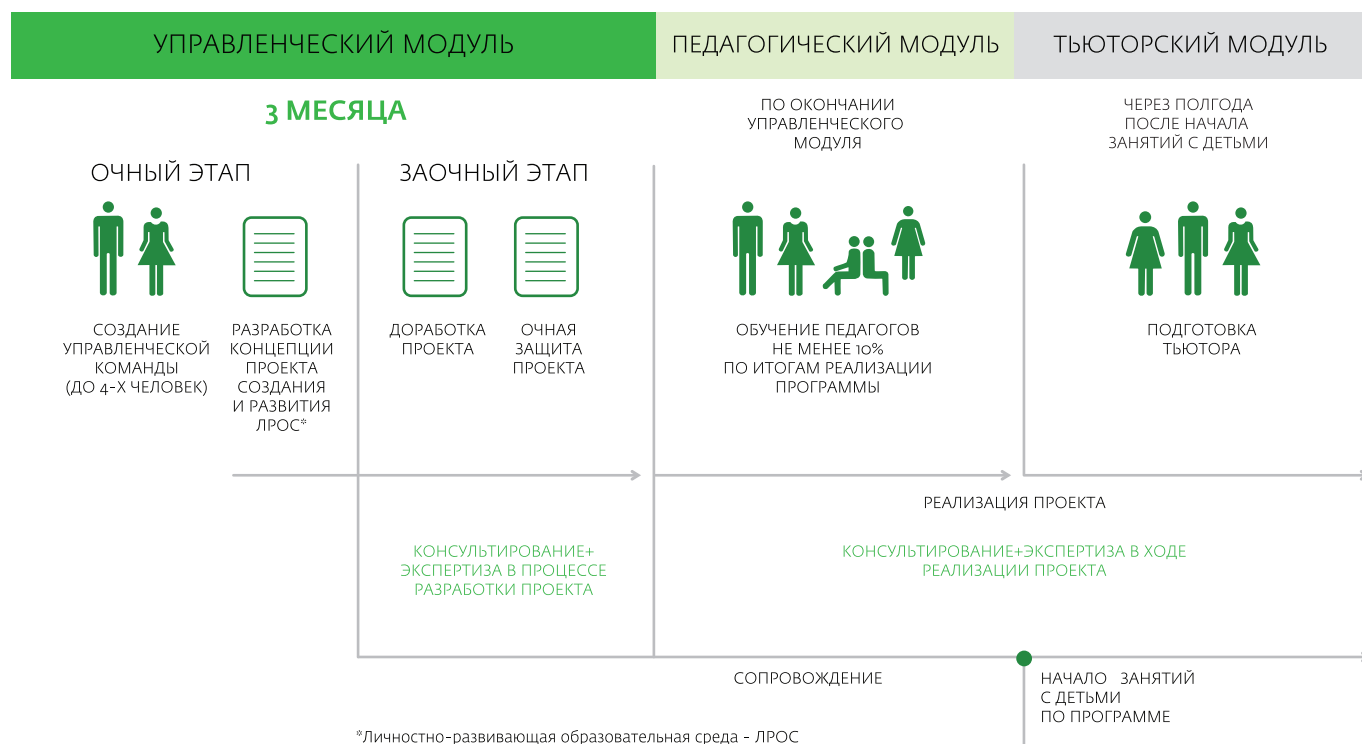 УПРАВЛЕНЧЕСКИЙ МОДУЛЬ
ПЕДАГОГИЧЕСКИЙ МОДУЛЬ
ТЬЮТОРСКИЙ МОДУЛЬ
3 МЕСЯЦА
ПО ОКОНЧАНИИ
УПРАВЛЕНЧЕСКОГО
МОДУЛЯ
ЧЕРЕЗ ПОЛГОДА
ПОСЛЕ НАЧАЛА
ЗАНЯТИЙ С ДЕТЬМИ
ОЧНЫЙ ЭТАП
ЗАОЧНЫЙ ЭТАП
СОЗДАНИЕ
УПРАВЛЕНЧЕСКОЙ
КОМАНДЫ
(ДО 4-Х ЧЕЛОВЕК)
РАЗРАБОТКА
КОНЦЕПЦИИ
ПРОЕКТА
СОЗДАНИЯ
И РАЗВИТИЯ
ЛРОС*
ДОРАБОТКА
ПРОЕКТА
ОЧНАЯ
ЗАЩИТА
ПРОЕКТА
ОБУЧЕНИЕ ПЕДАГОГОВ
НЕ МЕНЕЕ 10%
ПО ИТОГАМ РЕАЛИЗАЦИИ
ПРОГРАММЫ
ПОДГОТОВКА
ТЬЮТОРА
РЕАЛИЗАЦИЯ ПРОЕКТА
КОНСУЛЬТИРОВАНИЕ+
ЭКСПЕРТИЗА В ПРОЦЕССЕ
РАЗРАБОТКИ ПРОЕКТА
КОНСУЛЬТИРОВАНИЕ+ЭКСПЕРТИЗА В ХОДЕ
РЕАЛИЗАЦИИ ПРОЕКТА
СОПРОВОЖДЕНИЕ
НАЧАЛО ЗАНЯТИЙ
С ДЕТЬМИ
ПО ПРОГРАММЕ
*Личностно-развивающая образовательная среда - ЛРОС